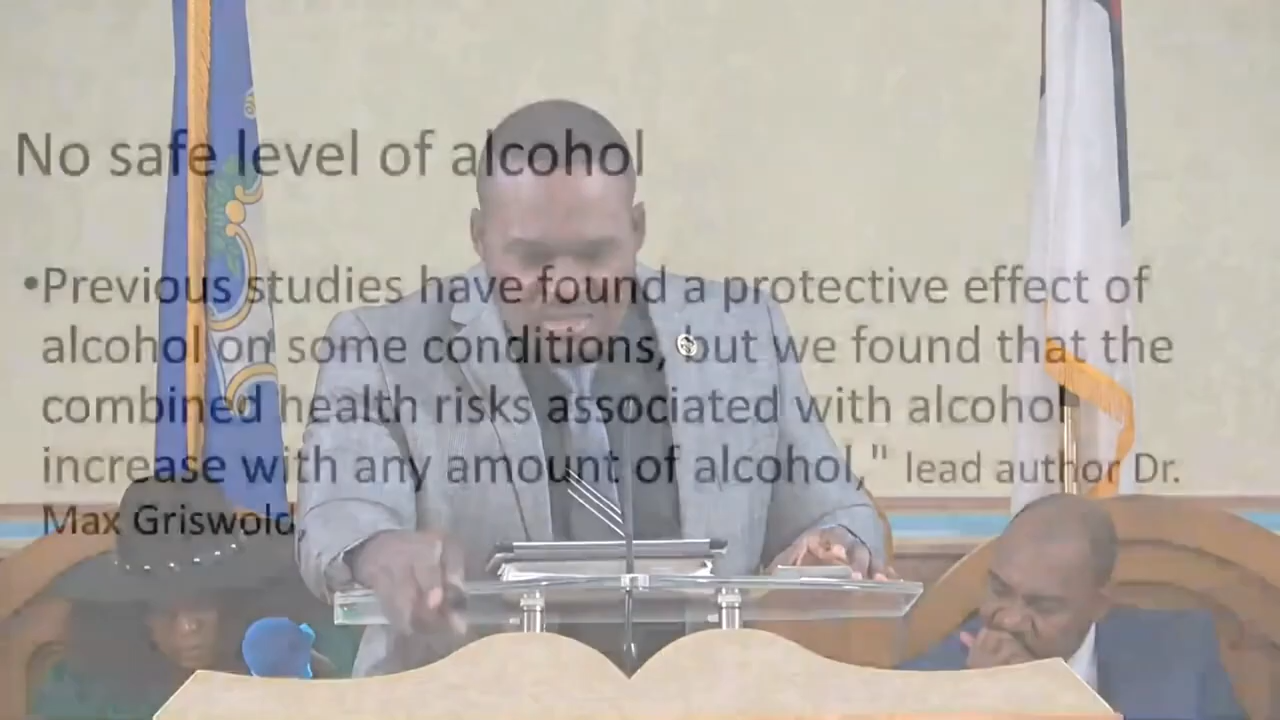 No safe level of alcohol
•Previous studies have found a protective effect of
alcohol on some conditions, but we found that the
combined health risks associated with alcohol
increase with any amount of alcohol," lead author Dr.
Max Griswold